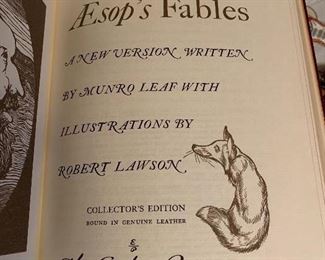 Æsop's Fables
A NEW VERSION WRITTEN
BY MUNRO LEAF WITH
ILLUSTRATIONS BY
ROBERT LAWSON
COLLECTOR'S EDITION
BOUND IN GENUINE LEATHER
The